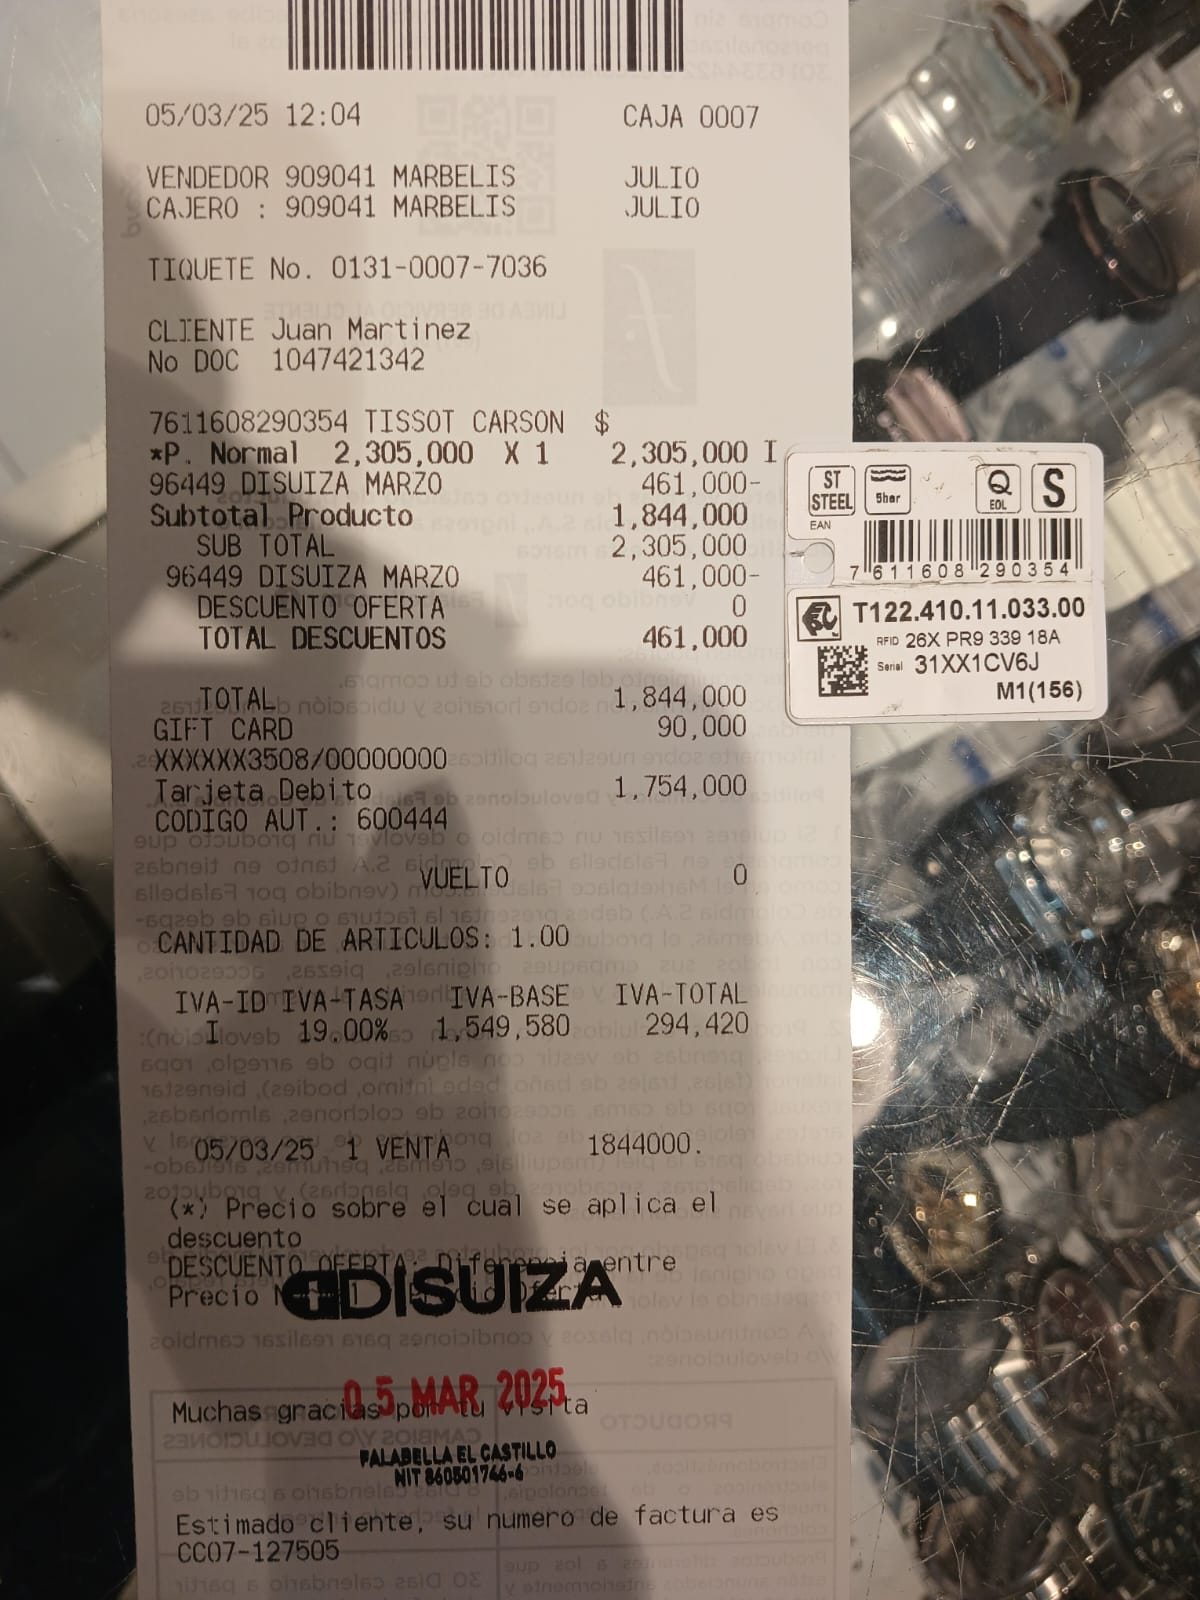 05/03/25 12:04 CAJA 0007
VENDEDOR 909041 MARBELIS JULIO
CAJERO : 909041 MARBELIS JULIO
TIQUETE No. 0131-0007-7036
CLIENTE Juan Martinez
No DOC 1047421342
7611608290354 TISSOT CARSON $
*P. Normal 2,305,000 X 1 2,305,000 I
96449 DISUIZA MARZO 461,000-
Subtotal Producto 1,844,000
SUB TOTAL 2,305,000
96449 DISUIZA MARZO 461,000-
DESCUENTO OFERTA 0
TOTAL DESCUENTOS 461,000
TOTAL 1,844,000
GIFT CARD 90,000
XXXXXX3508/00000000
Tarjeta Debito 1,754,000
CODIGO AUT.: 600444
VUELTO 0
CANTIDAD DE ARTICULOS: 1.00
IVA-ID IVA-TASA IVA-BASE IVA-TOTAL
I 19.00% 1,549,580 294,420
05/03/25 1 VENTA 1844000.
(*) Precio sobre el cual se aplica el
descuento
DESCUENTO OFERTA: Diferencia entre
Precio
DISUIZA
05 MAR 2025
Muchas gracias por tu visita
FALABELLA EL CASTILLO
NIT 860501746-6
Estimado cliente, su numero de factura es
CC07-127505
ST STEEL
5bar
Q
EOL
S
EAN
7 611608 290354
T122.410.11.033.00
RFID 26X PR9 339 18A
Serial 31XX1CV6J
M1(156)